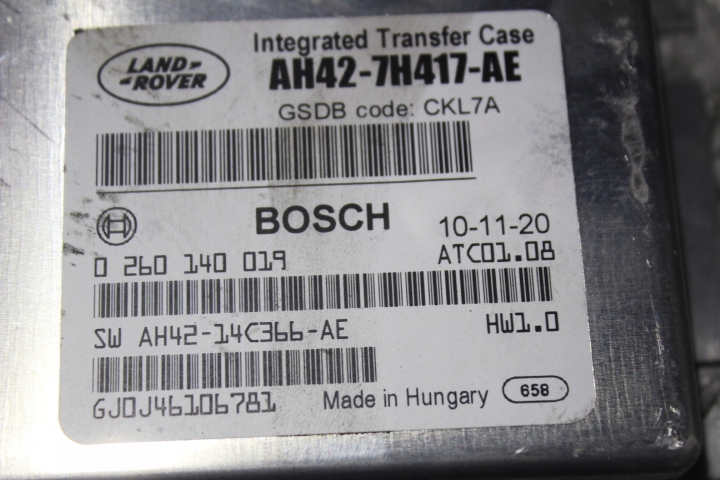 LAND
ROVER
Integrated Transfer Case
AH42-7H417-AE
GSDB code: CKL7A
BOSCH 10-11-20
0 260 140 019 ATC01.08
SW AH42-14C366-AE HW1.0
GJ0J46106781 Made in Hungary 658